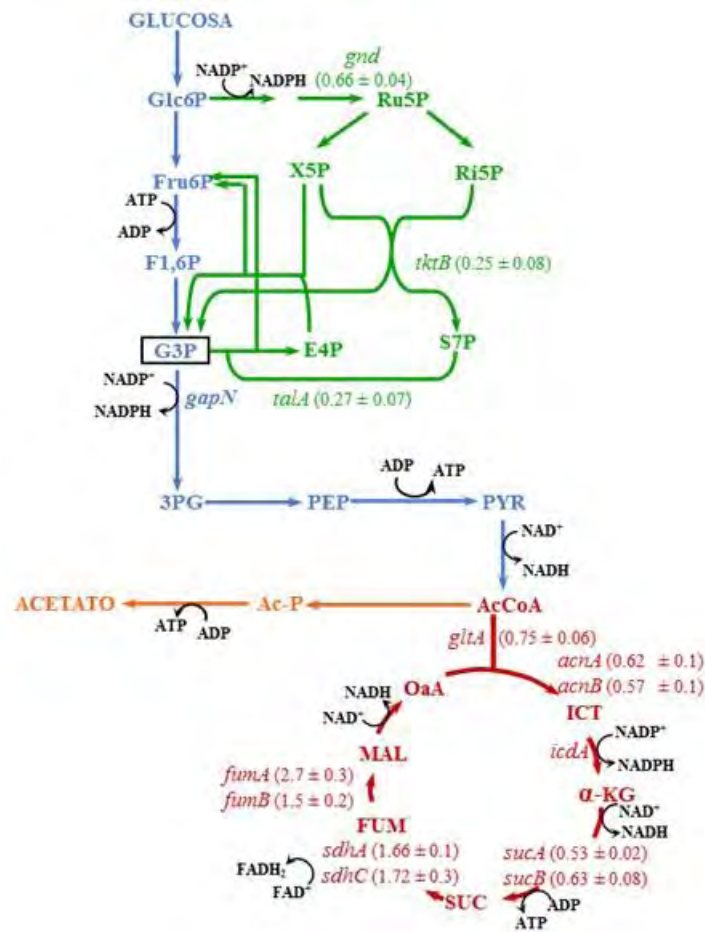 GLUCOSA
gnd
NADP⁺ NADPH (0.66 ± 0.04)
Glc6P Ru5P
X5P Ri5P
Fru6P
ATP
ADP
F1,6P tktB (0.25 ± 0.08)
G3P E4P S7P
NADP⁺
gapN talA (0.27 ± 0.07)
NADPH
ADP ATP
3PG PEP PYR
NAD⁺
NADH
ACETATO Ac-P AcCoA
ATP ADP
gltA (0.75 ± 0.06)
acnA (0.62 ± 0.1)
acnB (0.57 ± 0.1)
NADH OaA
ICT
NAD⁺ NADP⁺
MAL icdA
NADPH
fumA (2.7 ± 0.3) α-KG
fumB (1.5 ± 0.2) NAD⁺
FUM NADH
sdhA (1.66 ± 0.1) sucA (0.53 ± 0.02)
FADH₂ sdhC (1.72 ± 0.3) sucB (0.63 ± 0.08)
FAD⁺ SUC ADP
ATP